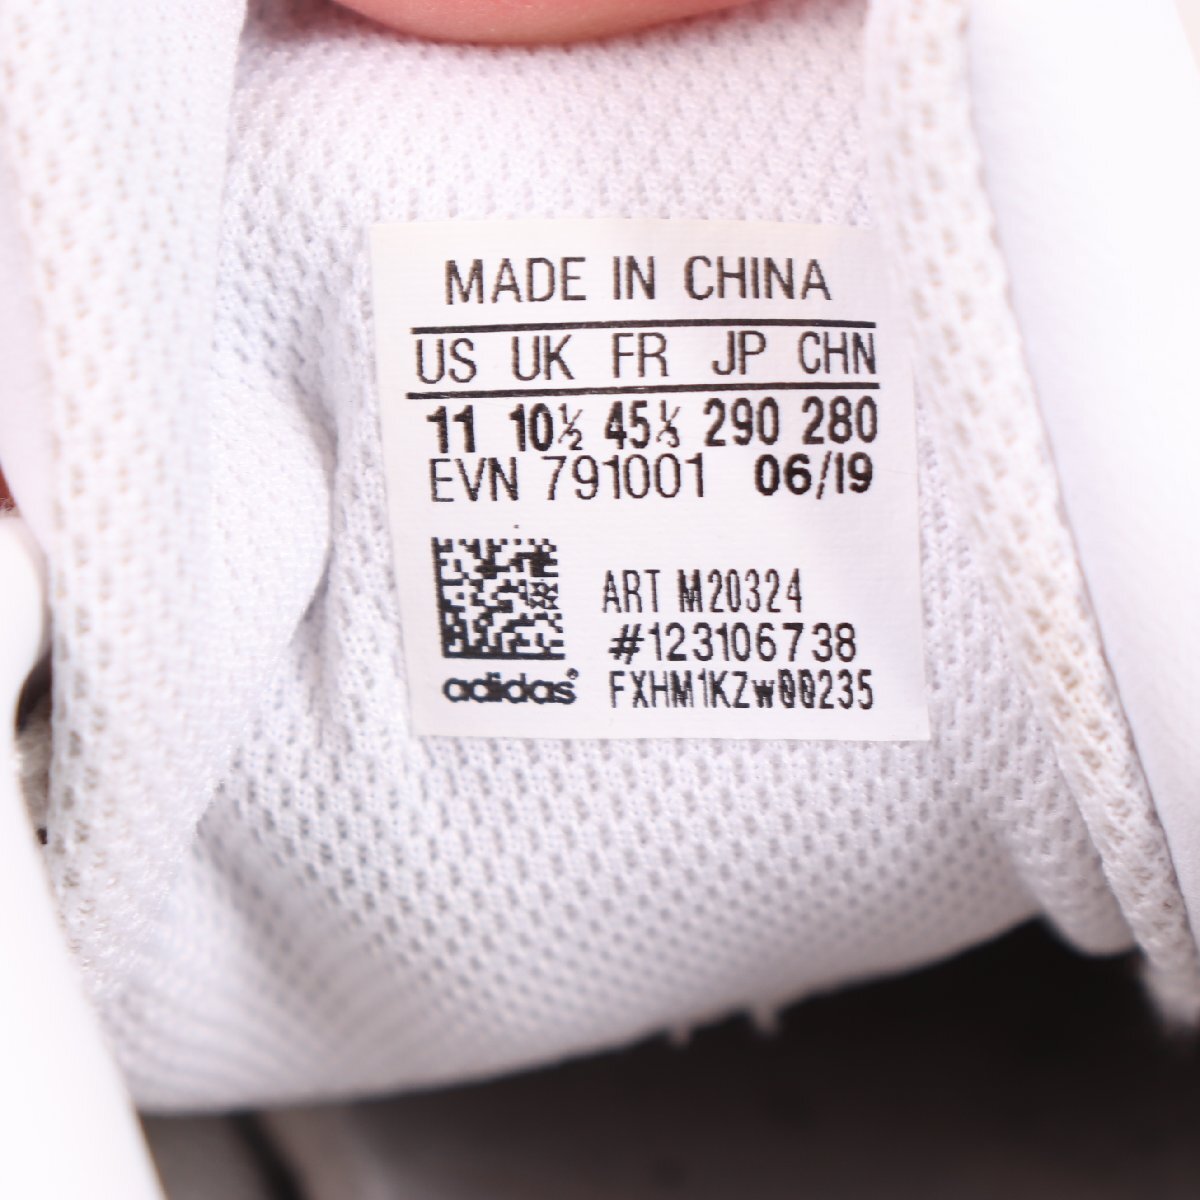 MADE IN CHINA
US UK FR JP CHN
11 10½ 45⅓ 290 280
EVN 791001 06/19
ART M20324
#123106738
adidas® FXHM1KZw00235